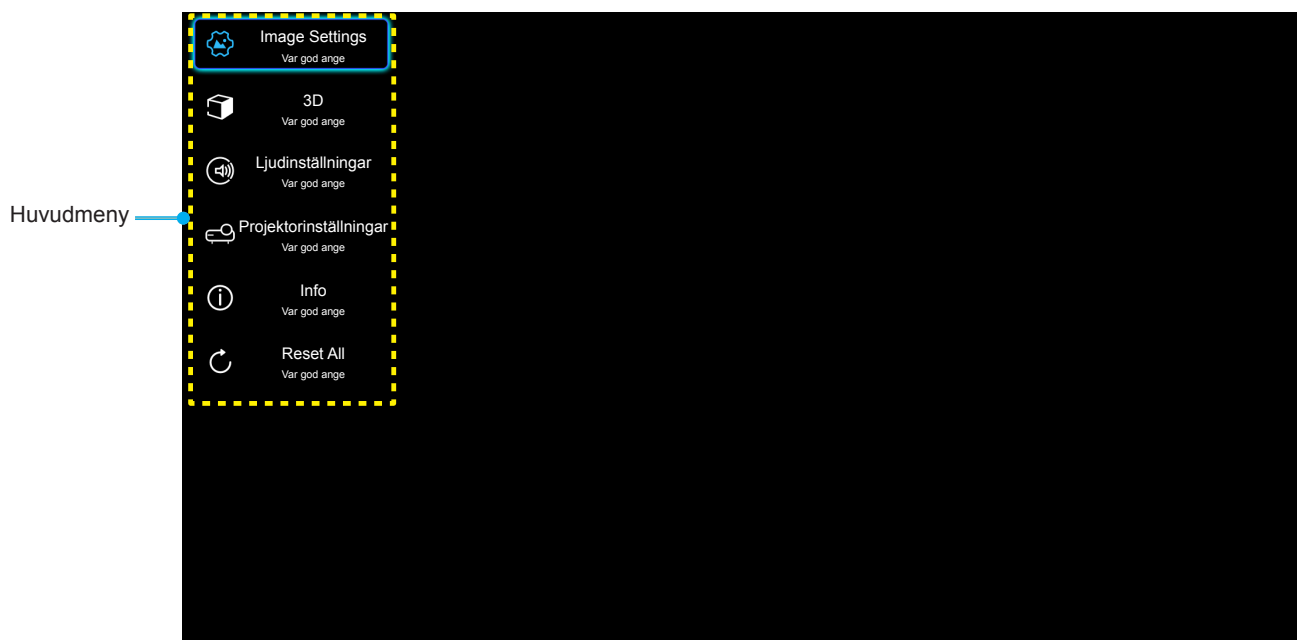 Huvudmeny
Image Settings
Var god ange
3D
Var god ange
Ljudinställningar
Var god ange
Projektorinställningar
Var god ange
Info
Var god ange
Reset All
Var god ange